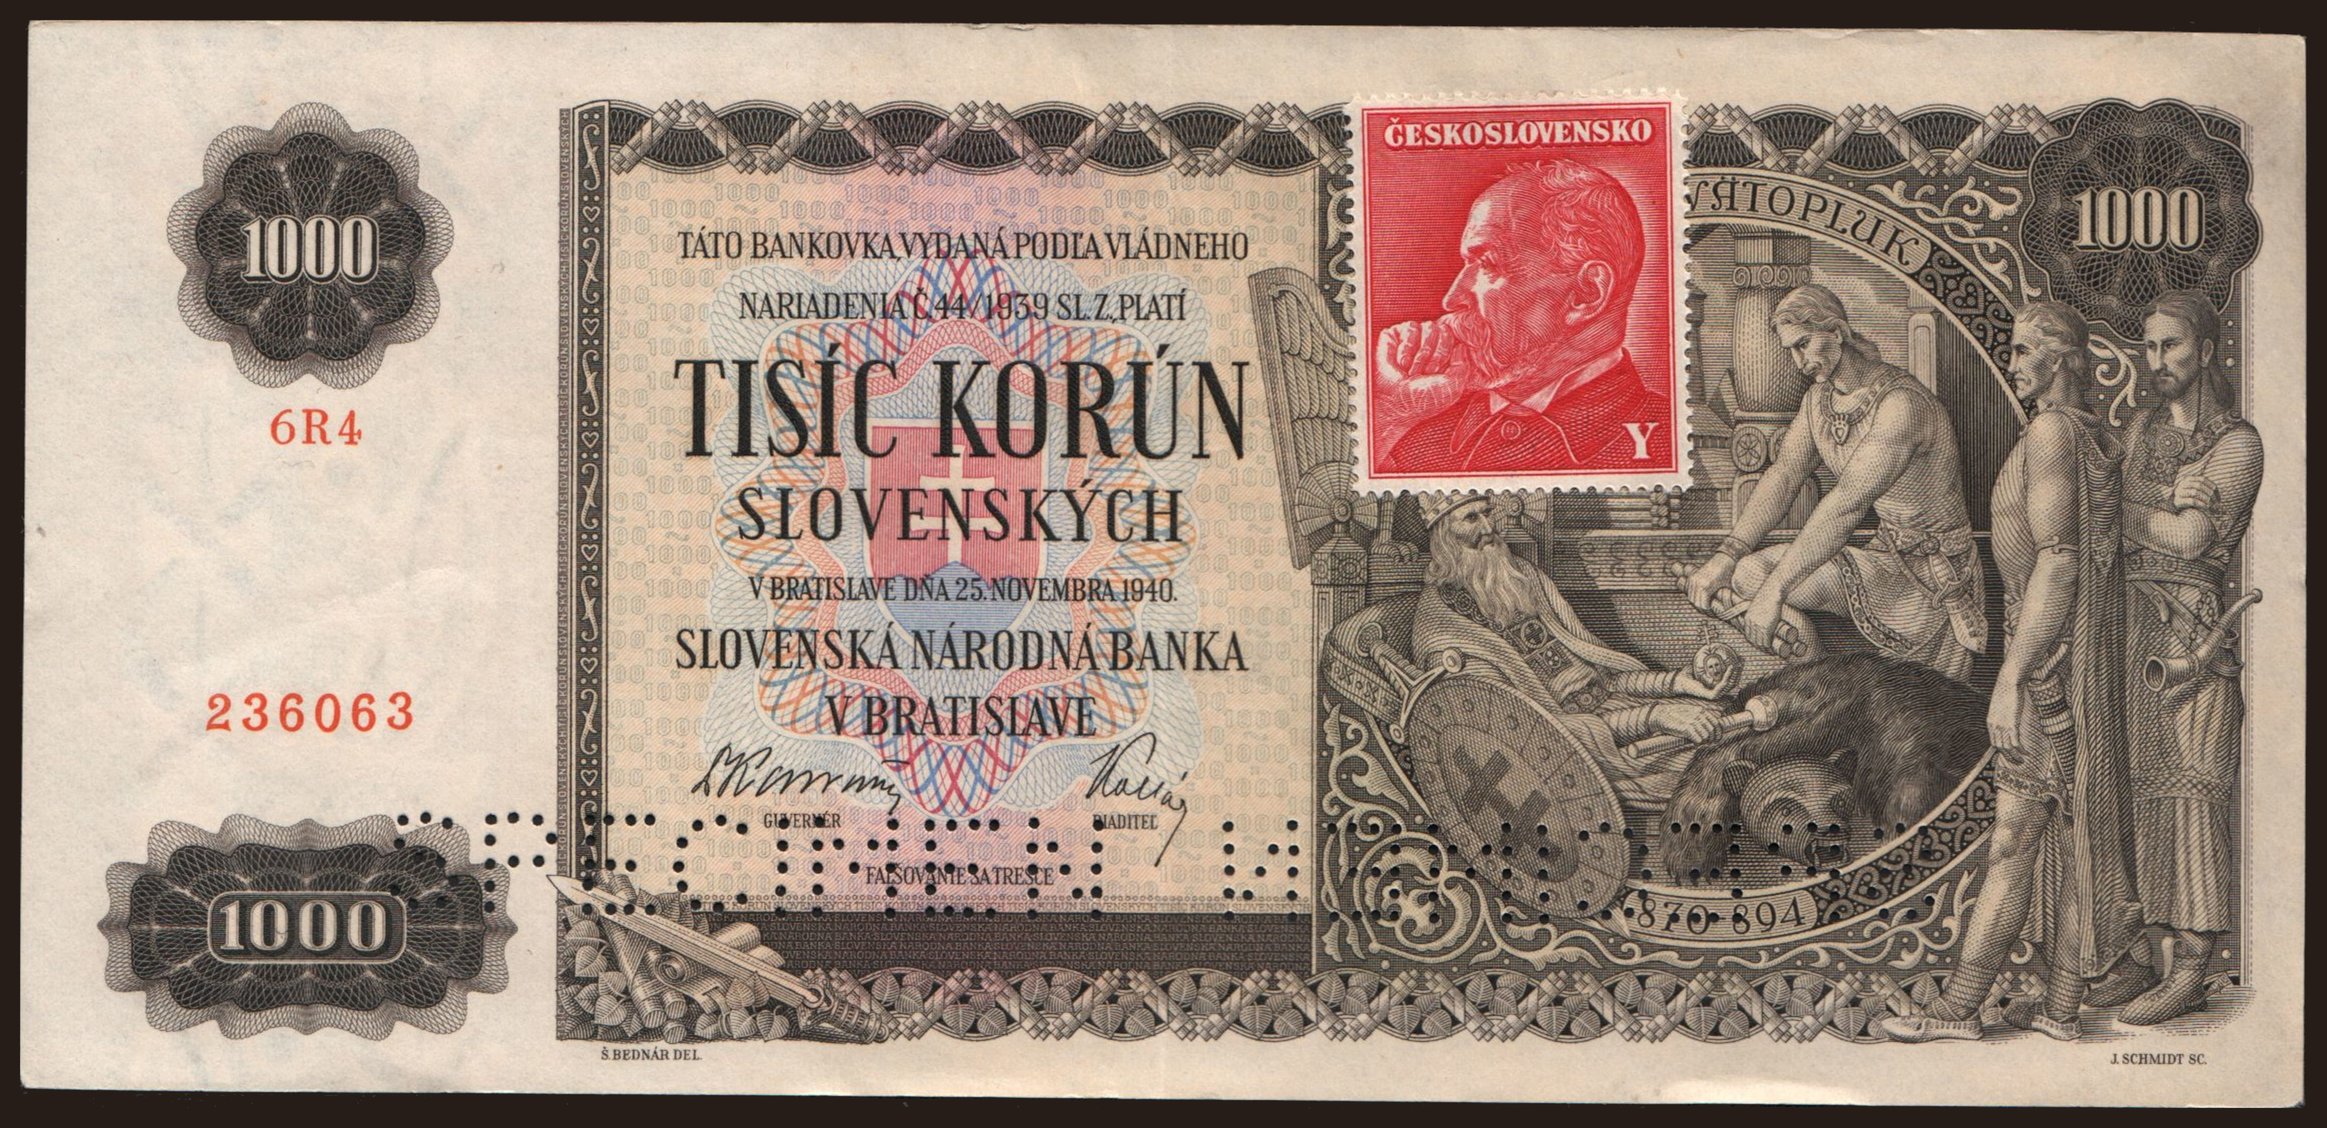 1000
ČESKOSLOVENSKO
Y
VÄTOPLUK
1000
TÁTO BANKOVKA, VYDANÁ PODĽA VLÁDNEHO
NARIADENIA Č. 44/1939 SL. Z., PLATÍ
TISÍC KORÚN
SLOVENSKÝCH
6R4
V BRATISLAVE DŇA 25. NOVEMBRA 1940.
SLOVENSKÁ NÁRODNÁ BANKA
V BRATISLAVE
236063
GUVERNÉR
RIADITEĽ
FALŠOVANIE SA TRESCE
SPECIMEN
1000
870-894
Š. BEDNÁR DEL.
J. SCHMIDT SC.